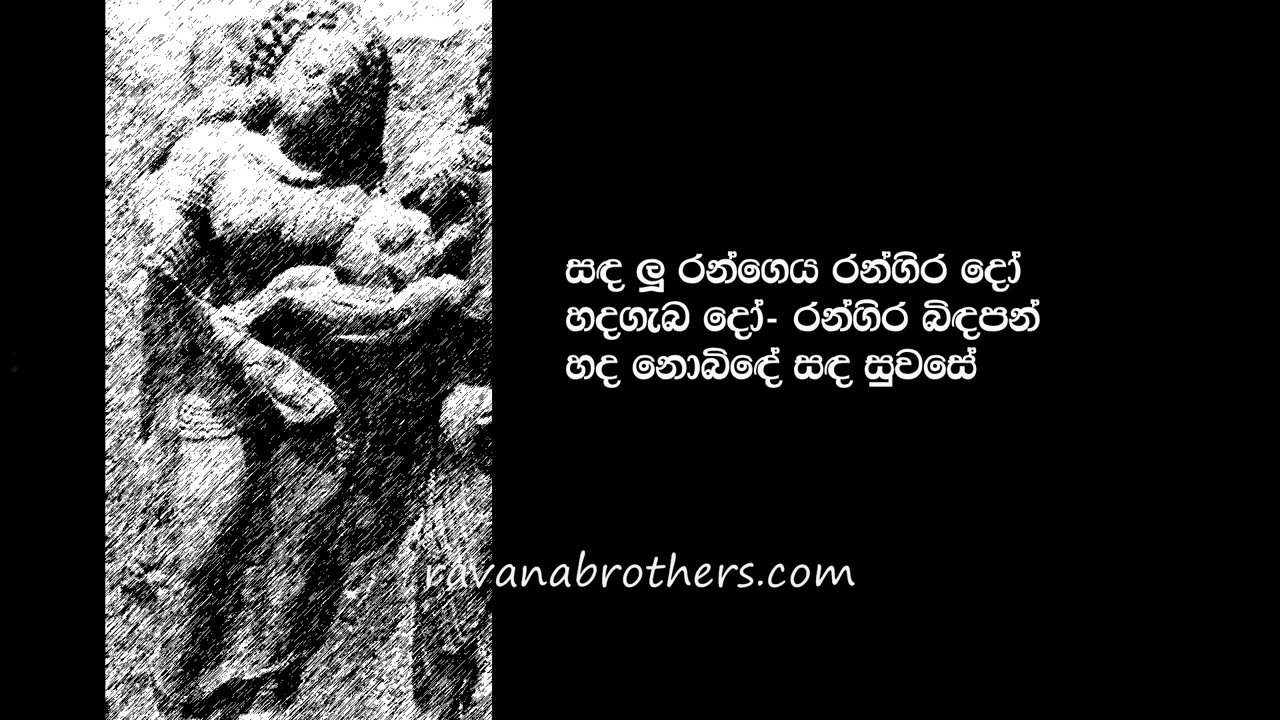 සඳ ලූ රන්ගෙය රන්ගිර දෝ
හදගැබ දෝ- රන්ගිර බිඳපන්
හද නොබිඳේ සඳ සුවසේ
ravanabrothers.com